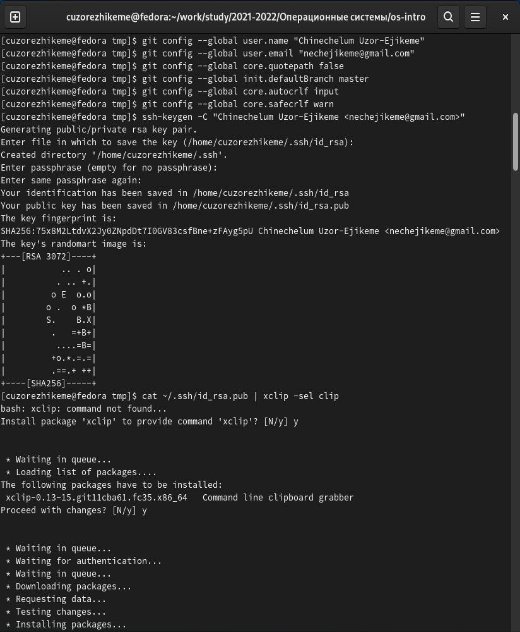 cuzorezhikeme@fedora:~/work/study/2021-2022/Операционные системы/os-intro
[cuzorezhikeme@fedora tmp]$ git config --global user.name "Chinechelum Uzor-Ejikeme"
[cuzorezhikeme@fedora tmp]$ git config --global user.email "nechejikeme@gmail.com"
[cuzorezhikeme@fedora tmp]$ git config --global core.quotepath false
[cuzorezhikeme@fedora tmp]$ git config --global init.defaultBranch master
[cuzorezhikeme@fedora tmp]$ git config --global core.autocrlf input
[cuzorezhikeme@fedora tmp]$ git config --global core.safecrlf warn
[cuzorezhikeme@fedora tmp]$ ssh-keygen -C "Chinechelum Uzor-Ejikeme <nechejikeme@gmail.com>"
Generating public/private rsa key pair.
Enter file in which to save the key (/home/cuzorezhikeme/.ssh/id_rsa):
Created directory '/home/cuzorezhikeme/.ssh'.
Enter passphrase (empty for no passphrase):
Enter same passphrase again:
Your identification has been saved in /home/cuzorezhikeme/.ssh/id_rsa
Your public key has been saved in /home/cuzorezhikeme/.ssh/id_rsa.pub
The key fingerprint is:
SHA256:75x8M2LtdvX2Jy0ZNpdDt7I0GV83csfBne+zFAyg5pU Chinechelum Uzor-Ejikeme <nechejikeme@gmail.com>
The key's randomart image is:
+---[RSA 3072]----+
|           .. . o|
|          . .. +.|
|         o E  o.o|
|        o .  o *B|
|        S.    B.X|
|         .   =+B+|
|          ....=B=|
|         +o.*.=.=|
|         .==.+ ++|
+----[SHA256]-----+
[cuzorezhikeme@fedora tmp]$ cat ~/.ssh/id_rsa.pub | xclip -sel clip
bash: xclip: command not found...
Install package 'xclip' to provide command 'xclip'? [N/y] y
* Waiting in queue...
* Loading list of packages....
The following packages have to be installed:
xclip-0.13-15.git11cba61.fc35.x86_64   Command line clipboard grabber
Proceed with changes? [N/y] y
* Waiting in queue...
* Waiting for authentication...
* Waiting in queue...
* Downloading packages...
* Requesting data...
* Testing changes...
* Installing packages...